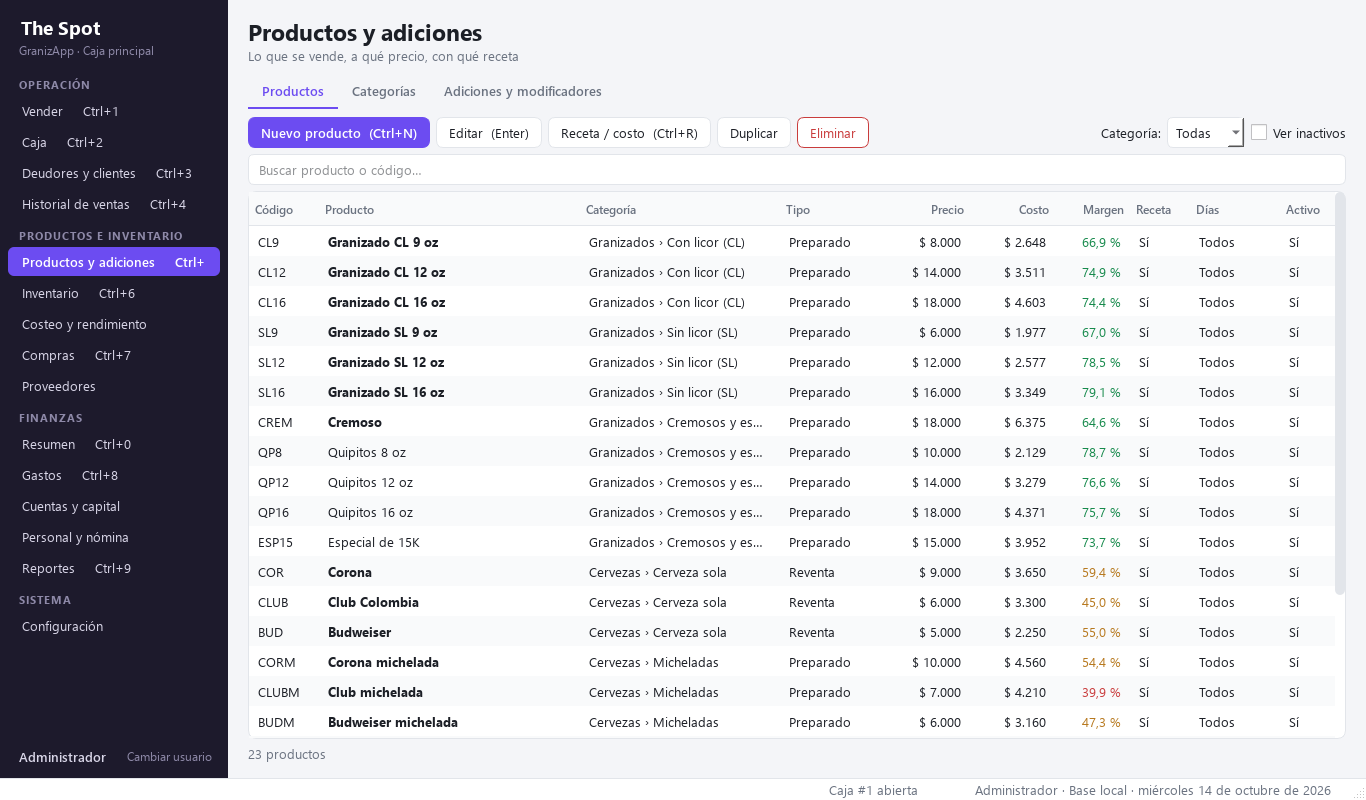 The Spot
GranizApp · Caja principal
OPERACIÓN
Vender Ctrl+1
Caja Ctrl+2
Deudores y clientes Ctrl+3
Historial de ventas Ctrl+4
PRODUCTOS E INVENTARIO
Productos y adiciones Ctrl+
Inventario Ctrl+6
Costeo y rendimiento
Compras Ctrl+7
Proveedores
FINANZAS
Resumen Ctrl+0
Gastos Ctrl+8
Cuentas y capital
Personal y nómina
Reportes Ctrl+9
SISTEMA
Configuración
Administrador Cambiar usuario
Productos y adiciones
Lo que se vende, a qué precio, con qué receta
Productos Categorías Adiciones y modificadores
Nuevo producto (Ctrl+N) Editar (Enter) Receta / costo (Ctrl+R) Duplicar Eliminar Categoría: Todas Ver inactivos
Buscar producto o código...
Código Producto Categoría Tipo Precio Costo Margen Receta Días Activo
CL9 Granizado CL 9 oz Granizados › Con licor (CL) Preparado $ 8.000 $ 2.648 66,9 % Sí Todos Sí
CL12 Granizado CL 12 oz Granizados › Con licor (CL) Preparado $ 14.000 $ 3.511 74,9 % Sí Todos Sí
CL16 Granizado CL 16 oz Granizados › Con licor (CL) Preparado $ 18.000 $ 4.603 74,4 % Sí Todos Sí
SL9 Granizado SL 9 oz Granizados › Sin licor (SL) Preparado $ 6.000 $ 1.977 67,0 % Sí Todos Sí
SL12 Granizado SL 12 oz Granizados › Sin licor (SL) Preparado $ 12.000 $ 2.577 78,5 % Sí Todos Sí
SL16 Granizado SL 16 oz Granizados › Sin licor (SL) Preparado $ 16.000 $ 3.349 79,1 % Sí Todos Sí
CREM Cremoso Granizados › Cremosos y es... Preparado $ 18.000 $ 6.375 64,6 % Sí Todos Sí
QP8 Quipitos 8 oz Granizados › Cremosos y es... Preparado $ 10.000 $ 2.129 78,7 % Sí Todos Sí
QP12 Quipitos 12 oz Granizados › Cremosos y es... Preparado $ 14.000 $ 3.279 76,6 % Sí Todos Sí
QP16 Quipitos 16 oz Granizados › Cremosos y es... Preparado $ 18.000 $ 4.371 75,7 % Sí Todos Sí
ESP15 Especial de 15K Granizados › Cremosos y es... Preparado $ 15.000 $ 3.952 73,7 % Sí Todos Sí
COR Corona Cervezas › Cerveza sola Reventa $ 9.000 $ 3.650 59,4 % Sí Todos Sí
CLUB Club Colombia Cervezas › Cerveza sola Reventa $ 6.000 $ 3.300 45,0 % Sí Todos Sí
BUD Budweiser Cervezas › Cerveza sola Reventa $ 5.000 $ 2.250 55,0 % Sí Todos Sí
CORM Corona michelada Cervezas › Micheladas Preparado $ 10.000 $ 4.560 54,4 % Sí Todos Sí
CLUBM Club michelada Cervezas › Micheladas Preparado $ 7.000 $ 4.210 39,9 % Sí Todos Sí
BUDM Budweiser michelada Cervezas › Micheladas Preparado $ 6.000 $ 3.160 47,3 % Sí Todos Sí
23 productos
Caja #1 abierta Administrador · Base local · miércoles 14 de octubre de 2026